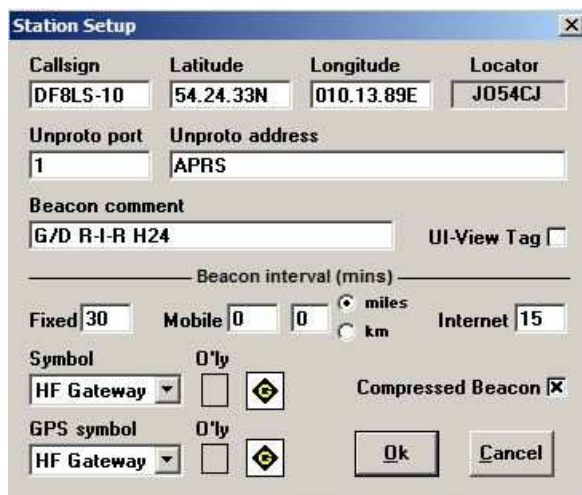 Station Setup
Callsign Latitude Longitude Locator
DF8LS-10 54.24.33N 010.13.89E JO54CJ
Unproto port Unproto address
1 APRS
Beacon comment
G/D R-I-R H24 UI-View Tag
Beacon interval (mins)
Fixed 30 Mobile 0 0 miles km Internet 15
Symbol O'ly
HF Gateway G Compressed Beacon
GPS symbol O'ly
HF Gateway G Ok Cancel